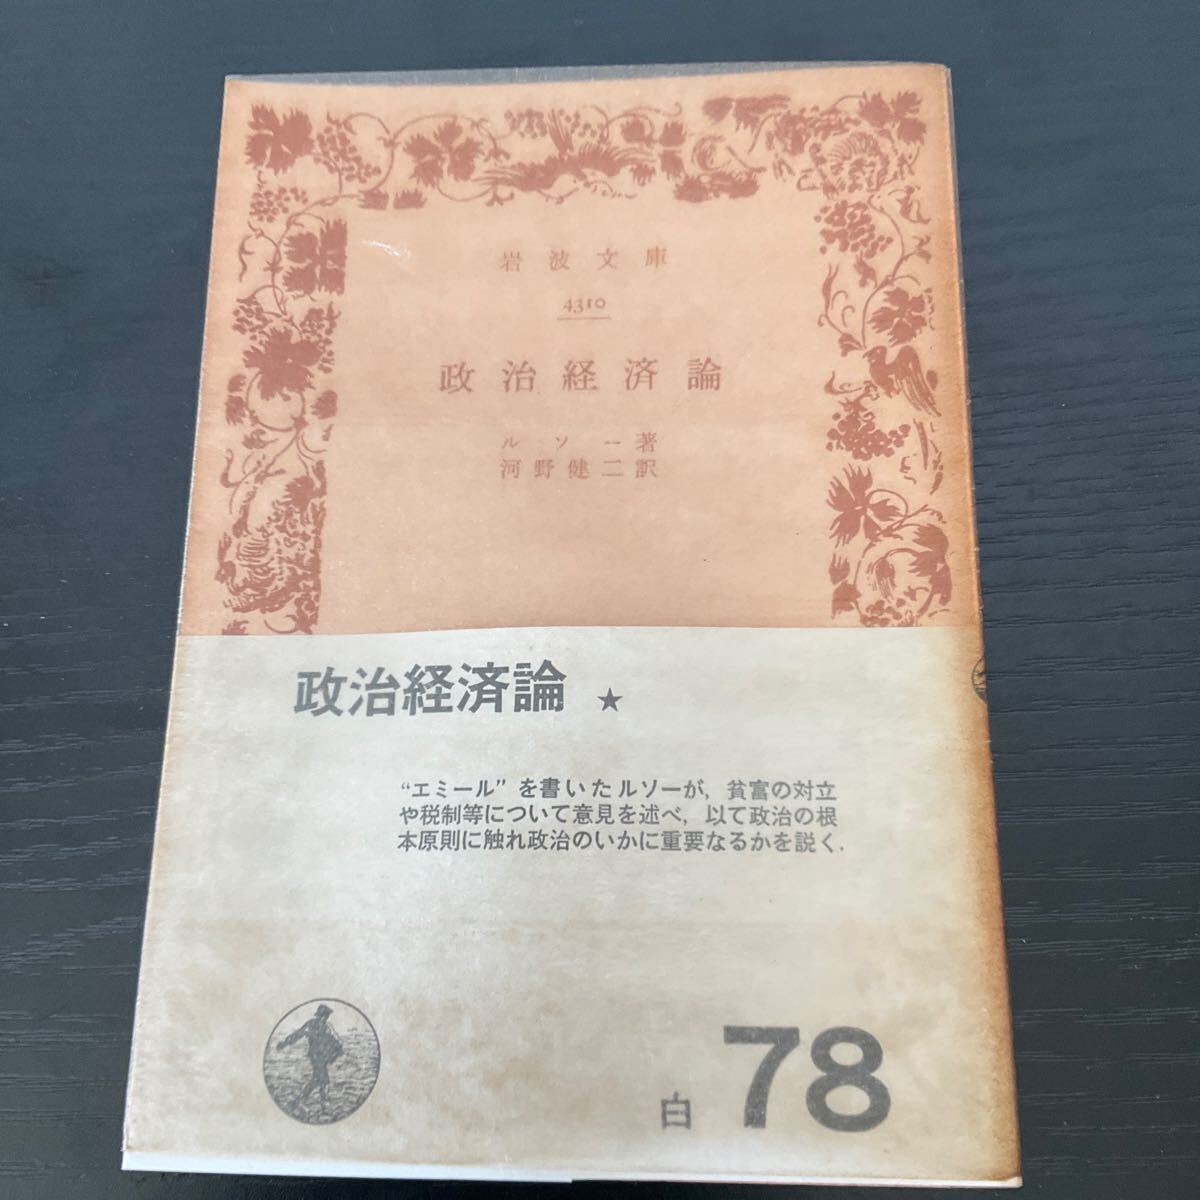 岩波文庫
4310
政治経済論
ルソー著
河野健二訳
政治経済論 ★
“エミール”を書いたルソーが, 貧富の対立
や税制等について意見を述べ, 以て政治の根
本原則に触れ政治のいかに重要なるかを説く.
白 78